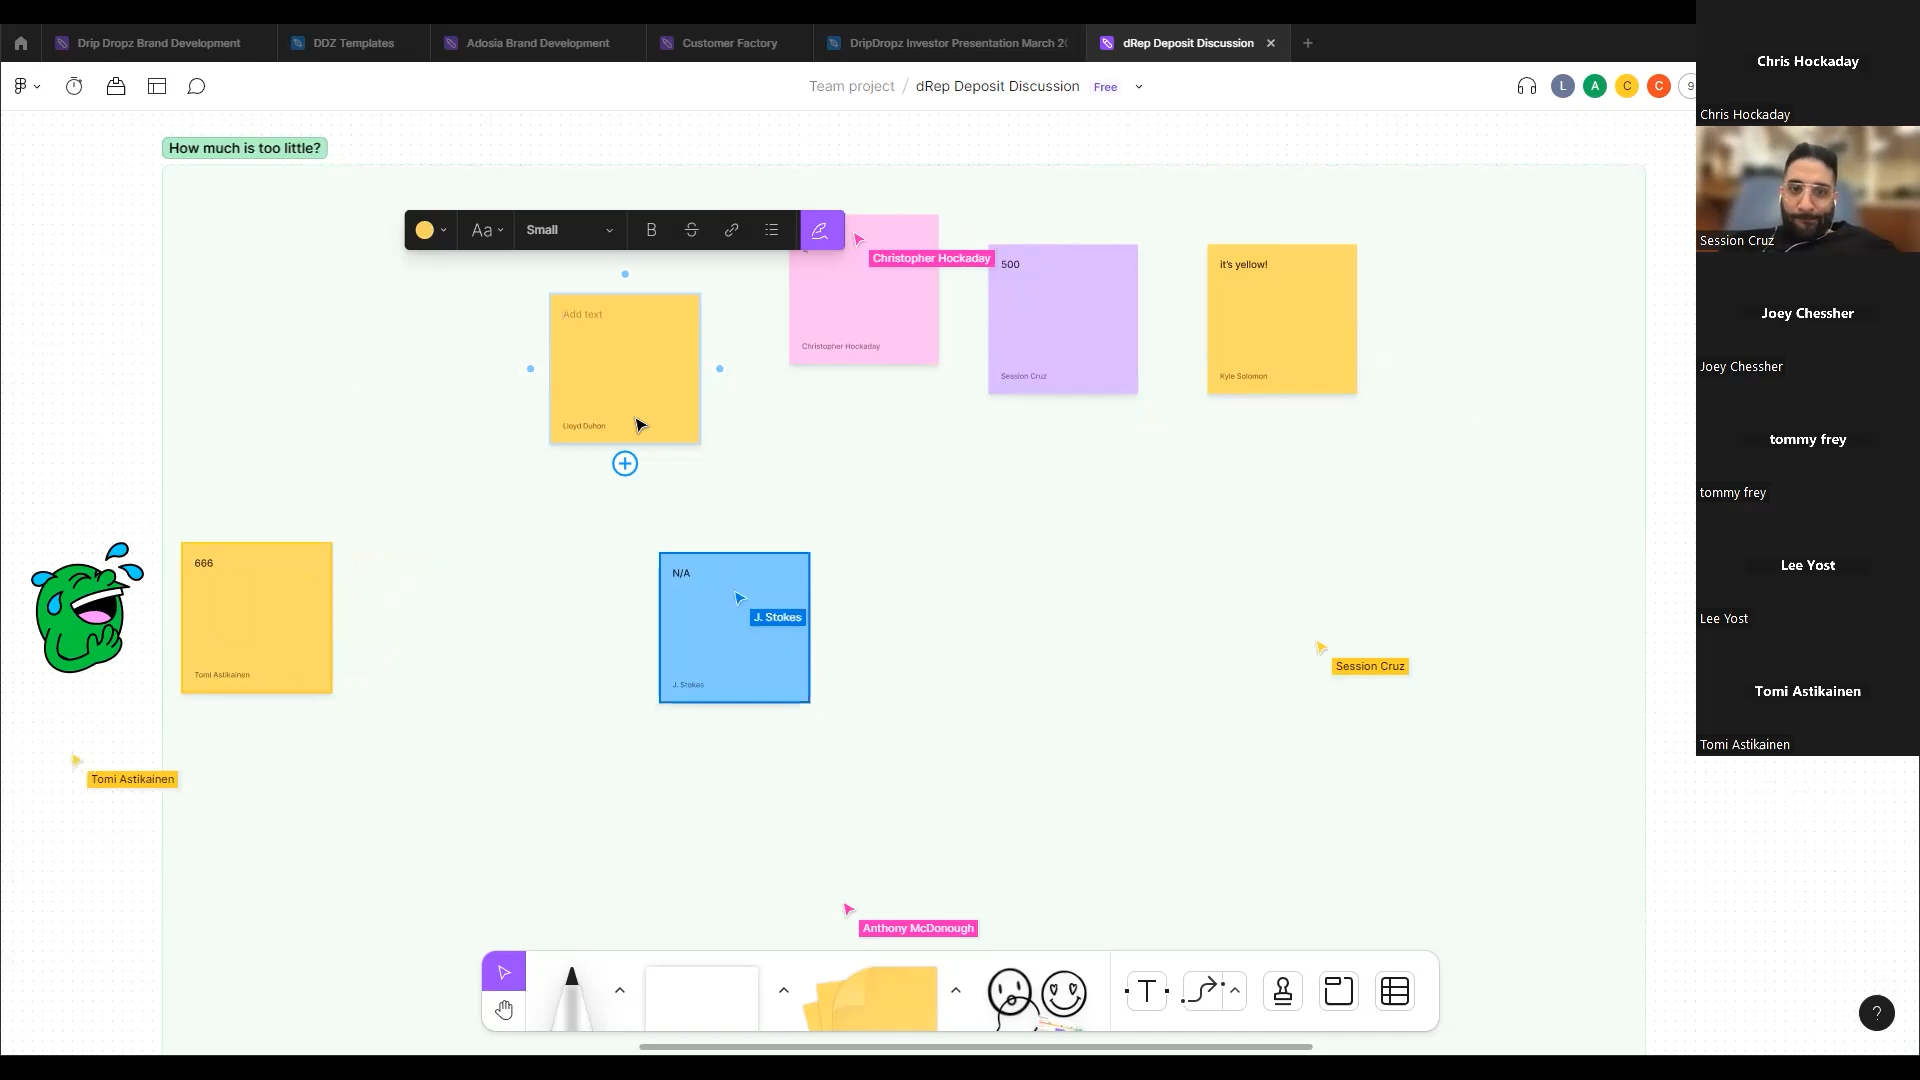 Drip Dropz Brand Development
DDZ Templates
Adosia Brand Development
Customer Factory
DripDropz Investor Presentation March 20
dRep Deposit Discussion
Team project / dRep Deposit Discussion Free
L
A
C
C
9
How much is too little?
Aa
Small
B
S
Christopher Hockaday
Christopher Hockaday
500
Session Cruz
it's yellow!
Kyle Solomon
Add text
Lloyd Duhon
666
Tomi Astikainen
N/A
J. Stokes
J. Stokes
Session Cruz
Tomi Astikainen
Anthony McDonough
T
?
Chris Hockaday
Chris Hockaday
Session Cruz
Joey Chessher
Joey Chessher
tommy frey
tommy frey
Lee Yost
Lee Yost
Tomi Astikainen
Tomi Astikainen